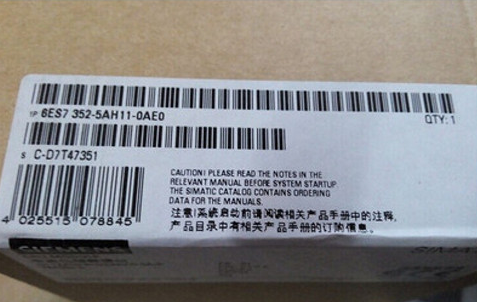 1P 6ES7 352-5AH11-0AE0
QTY: 1
S C-D7T47351
CAUTION! PLEASE READ THE NOTES IN THE
RELEVANT MANUAL BEFORE SYSTEM STARTUP
THE SIMATIC CATALOG CONTAINS ORDERING
DATA FOR THE MANUALS.
注意!系统启动前请阅读相关产品手册中的注释,
产品目录中有相关手册的订购信息.
4 025515 078845